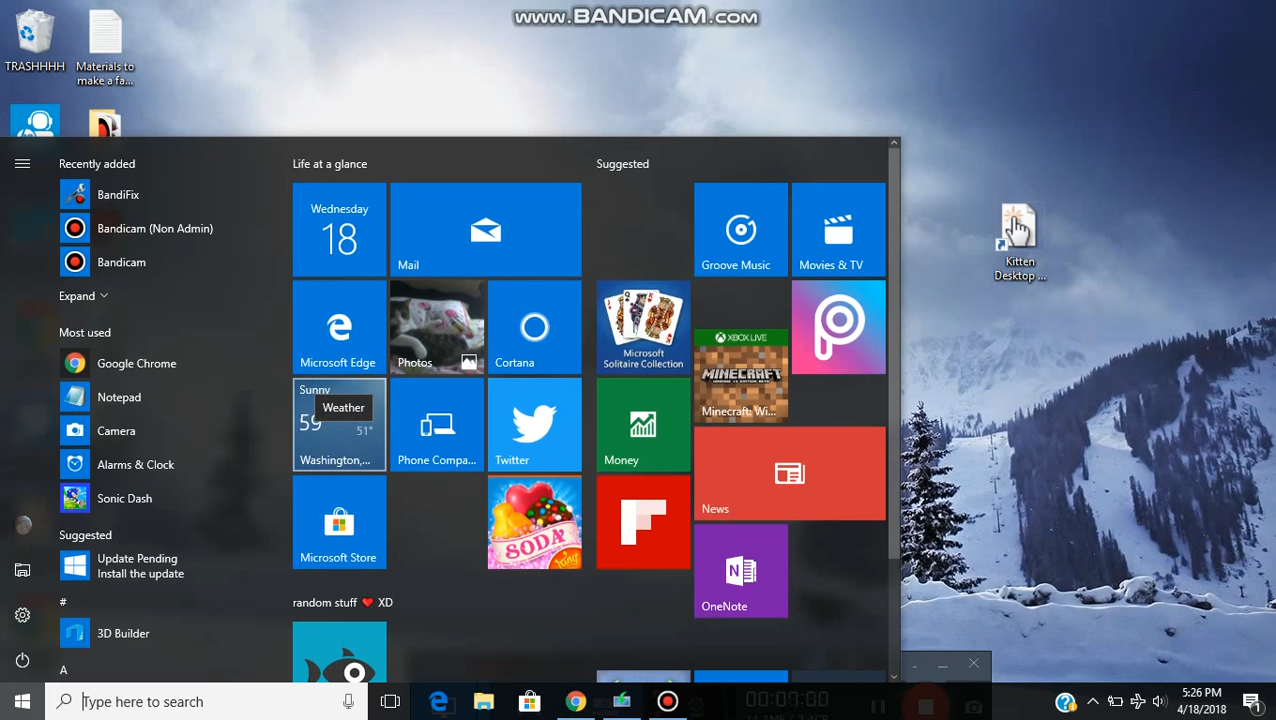 www.BANDICAM.com
TRASHHHH
Materials to
make a fa...
Recently added
BandiFix
Bandicam (Non Admin)
Bandicam
Expand
Most used
Google Chrome
Notepad
Camera
Alarms & Clock
Sonic Dash
Suggested
Update Pending
Install the update
#
3D Builder
A
Life at a glance
Wednesday
18
Mail
Microsoft Edge
Photos
Cortana
Sunny
Weather
59
51°
Washington,...
Phone Compa...
Twitter
Microsoft Store
SODA
King
random stuff ❤ XD
Suggested
Groove Music
Movies & TV
Microsoft
Solitaire Collection
XBOX LIVE
MINECRAFT
Minecraft: Wi...
Money
News
N
OneNote
Kitten
Desktop ...
Type here to search
00:07:00
5:26 PM
4/18/2018
1